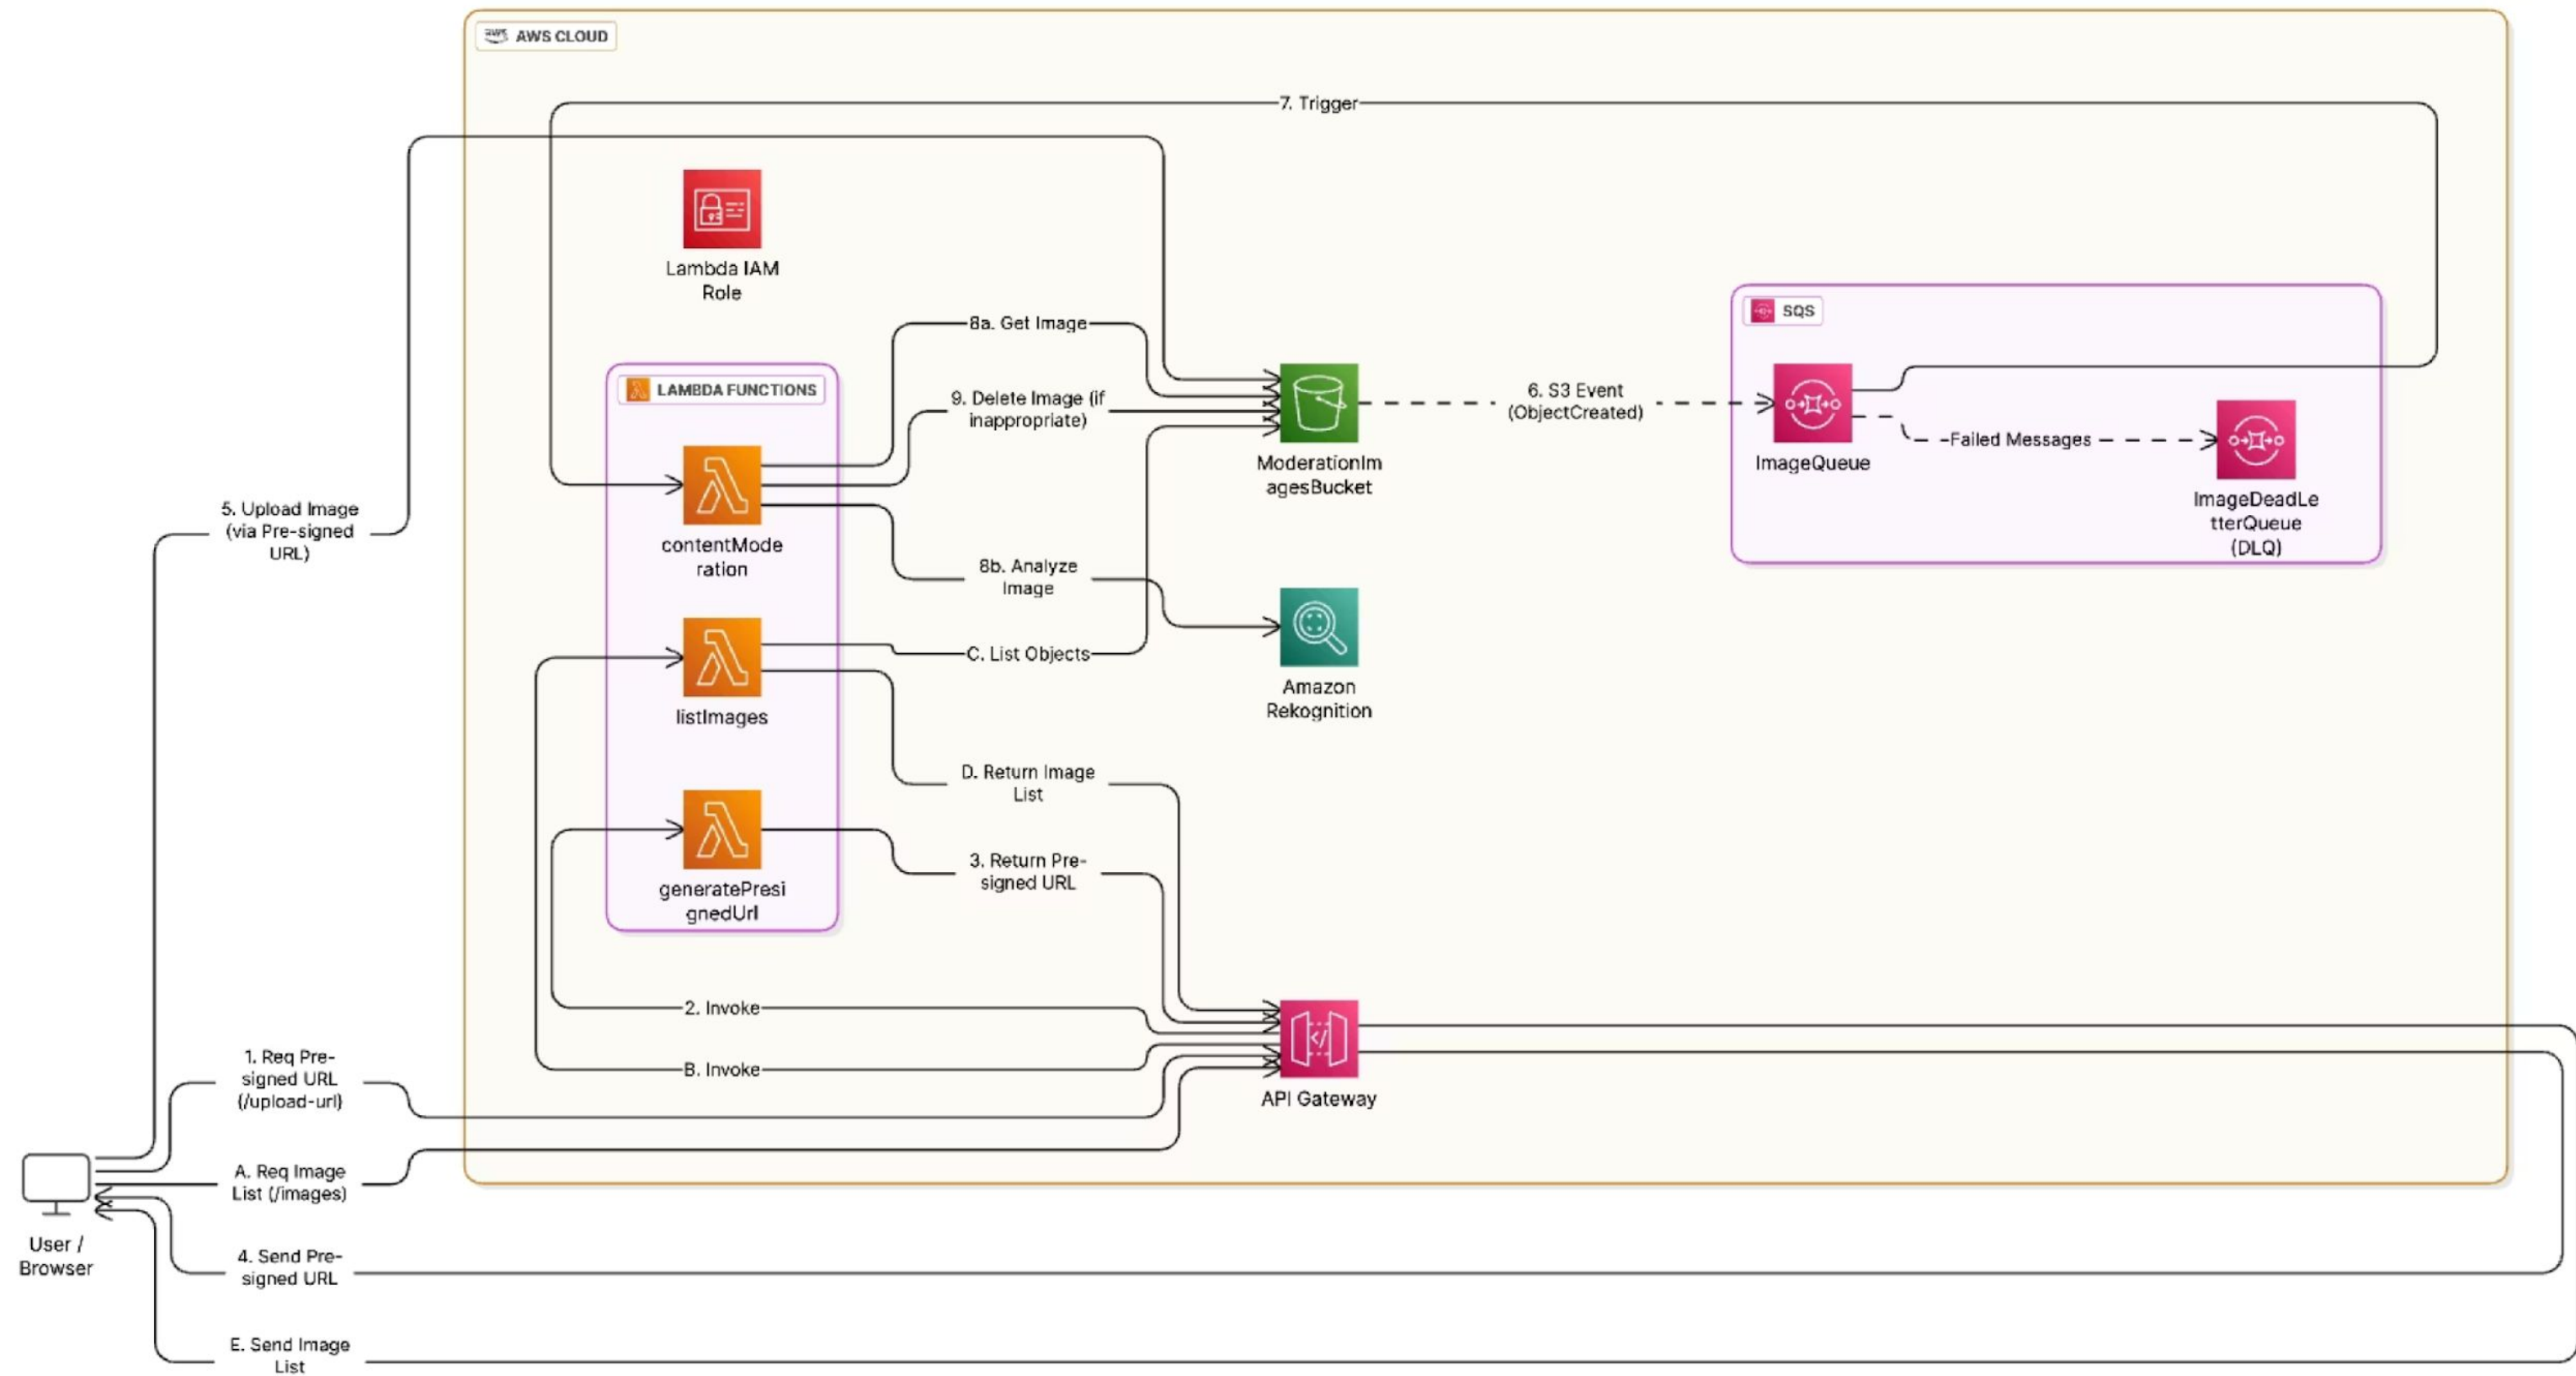 aws AWS CLOUD
7. Trigger
Lambda IAM
Role
8a. Get Image
SQS
LAMBDA FUNCTIONS
9. Delete Image (if
inappropriate)
6. S3 Event
(ObjectCreated)
Failed Messages
ImageQueue
ModerationIm
agesBucket
ImageDeadLe
tterQueue
(DLQ)
5. Upload Image
(via Pre-signed
URL)
contentMode
ration
8b. Analyze
Image
C. List Objects
Amazon
Rekognition
listImages
D. Return Image
List
3. Return Pre-
signed URL
generatePresi
gnedUrl
2. Invoke
B. Invoke
API Gateway
1. Req Pre-
signed URL
(/upload-url)
A. Req Image
List (/images)
User /
Browser
4. Send Pre-
signed URL
E. Send Image
List